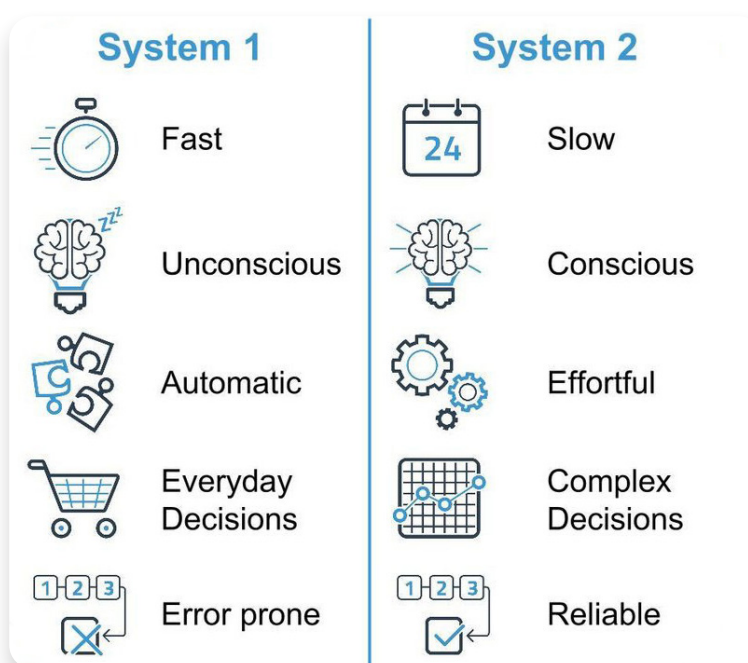 System 1
System 2
Fast
24
Slow
zzz
Unconscious
Conscious
Automatic
Effortful
Everyday
Decisions
Complex
Decisions
1 2 3
Error prone
1 2 3
Reliable